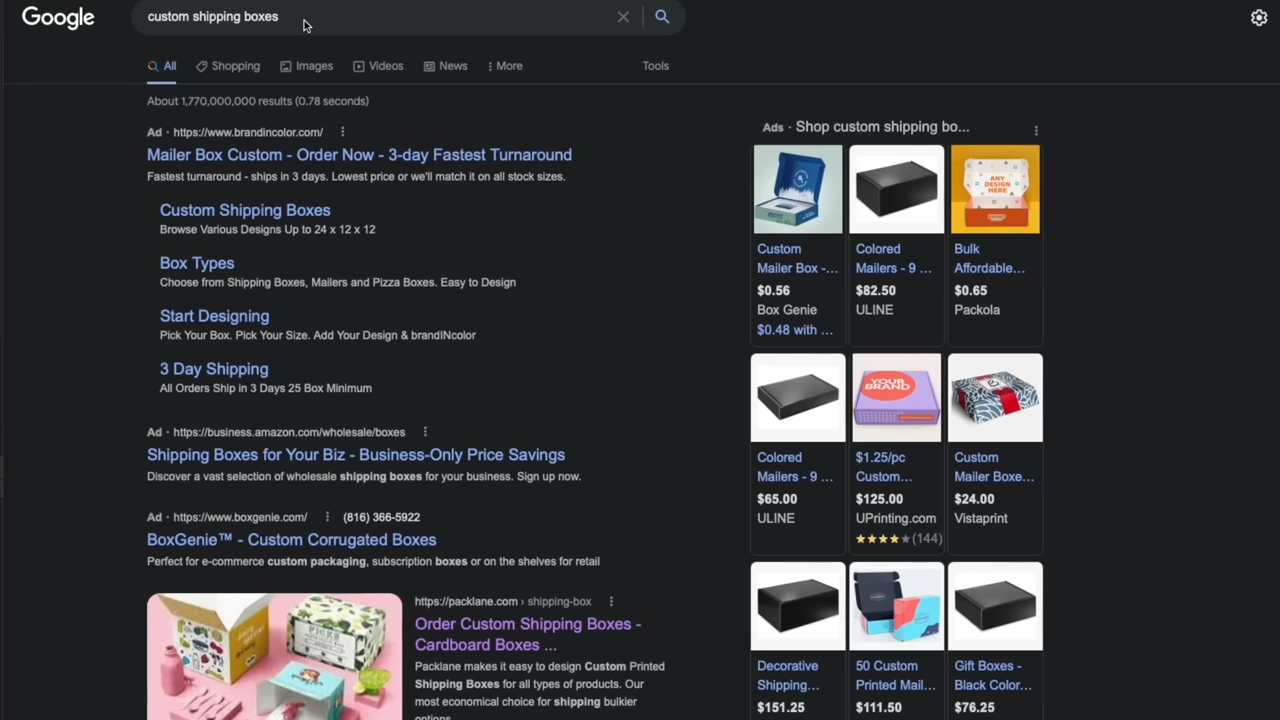 Google
custom shipping boxes
All
Shopping
Images
Videos
News
More
Tools
About 1,770,000,000 results (0.78 seconds)
Ad · https://www.brandincolor.com/
Mailer Box Custom - Order Now - 3-day Fastest Turnaround
Fastest turnaround - ships in 3 days. Lowest price or we'll match it on all stock sizes.
Custom Shipping Boxes
Browse Various Designs Up to 24 x 12 x 12
Box Types
Choose from Shipping Boxes, Mailers and Pizza Boxes. Easy to Design
Start Designing
Pick Your Box. Pick Your Size. Add Your Design & brandINcolor
3 Day Shipping
All Orders Ship in 3 Days 25 Box Minimum
Ad · https://business.amazon.com/wholesale/boxes
Shipping Boxes for Your Biz - Business-Only Price Savings
Discover a vast selection of wholesale shipping boxes for your business. Sign up now.
Ad · https://www.boxgenie.com/ (816) 366-5922
BoxGenie™ - Custom Corrugated Boxes
Perfect for e-commerce custom packaging, subscription boxes or on the shelves for retail
https://packlane.com › shipping-box
Order Custom Shipping Boxes -
Cardboard Boxes ...
Packlane makes it easy to design Custom Printed
Shipping Boxes for all types of products. Our
most economical choice for shipping bulkier
options.
Ads · Shop custom shipping bo...
ANY
DESIGN
HERE
Custom
Mailer Box -...
$0.56
Box Genie
$0.48 with ...
Colored
Mailers - 9 ...
$82.50
ULINE
Bulk
Affordable...
$0.65
Packola
YOUR
BRAND
Colored
Mailers - 9 ...
$65.00
ULINE
$1.25/pc
Custom...
$125.00
UPrinting.com
(144)
Custom
Mailer Boxe...
$24.00
Vistaprint
Decorative
Shipping...
$151.25
50 Custom
Printed Mail...
$111.50
Gift Boxes -
Black Color...
$76.25